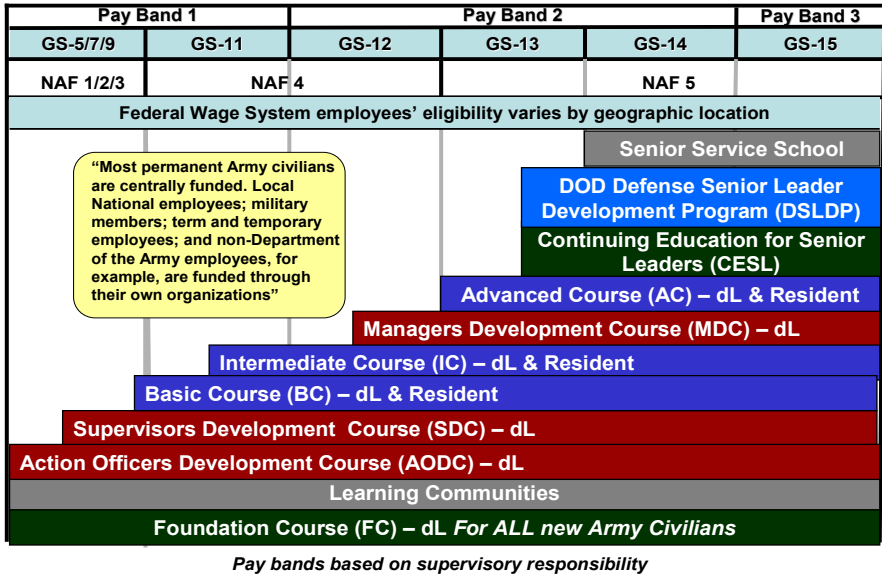 Pay Band 1 Pay Band 2 Pay Band 3
GS-5/7/9 GS-11 GS-12 GS-13 GS-14 GS-15
NAF 1/2/3 NAF 4 NAF 5
Federal Wage System employees' eligibility varies by geographic location
Senior Service School
"Most permanent Army civilians
are centrally funded. Local
National employees; military
members; term and temporary
employees; and non-Department
of the Army employees, for
example, are funded through
their own organizations"
DOD Defense Senior Leader
Development Program (DSLDP)
Continuing Education for Senior
Leaders (CESL)
Advanced Course (AC) – dL & Resident
Managers Development Course (MDC) – dL
Intermediate Course (IC) – dL & Resident
Basic Course (BC) – dL & Resident
Supervisors Development Course (SDC) – dL
Action Officers Development Course (AODC) – dL
Learning Communities
Foundation Course (FC) – dL For ALL new Army Civilians
Pay bands based on supervisory responsibility